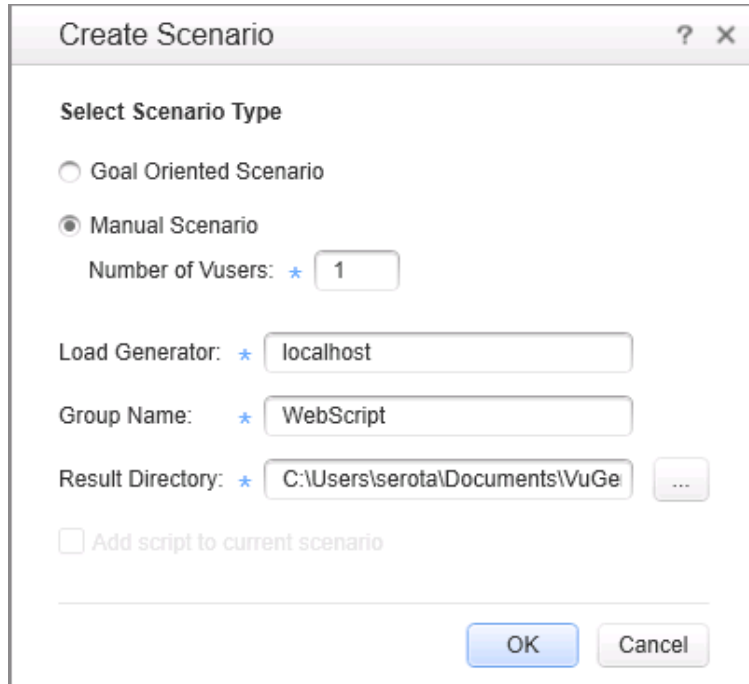 Create Scenario ? ×
Select Scenario Type
Goal Oriented Scenario
Manual Scenario
Number of Vusers: * 1
Load Generator: * localhost
Group Name: * WebScript
Result Directory: * C:\Users\serota\Documents\VuGe ...
Add script to current scenario
OK Cancel